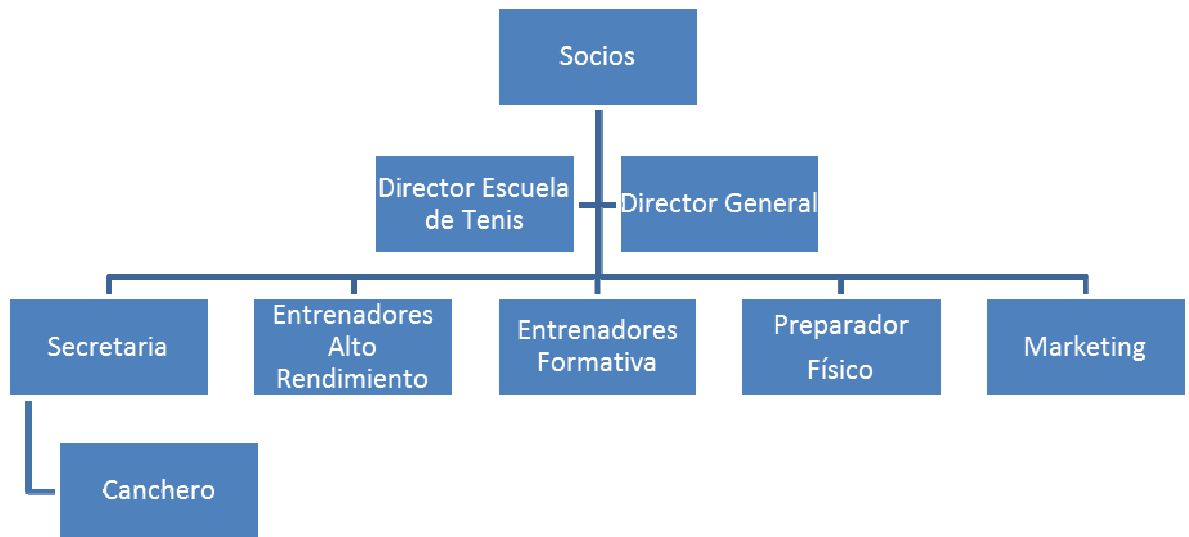 Socios
Director Escuela
de Tenis
Director General
Secretaria
Entrenadores
Alto
Rendimiento
Entrenadores
Formativa
Preparador
Físico
Marketing
Canchero